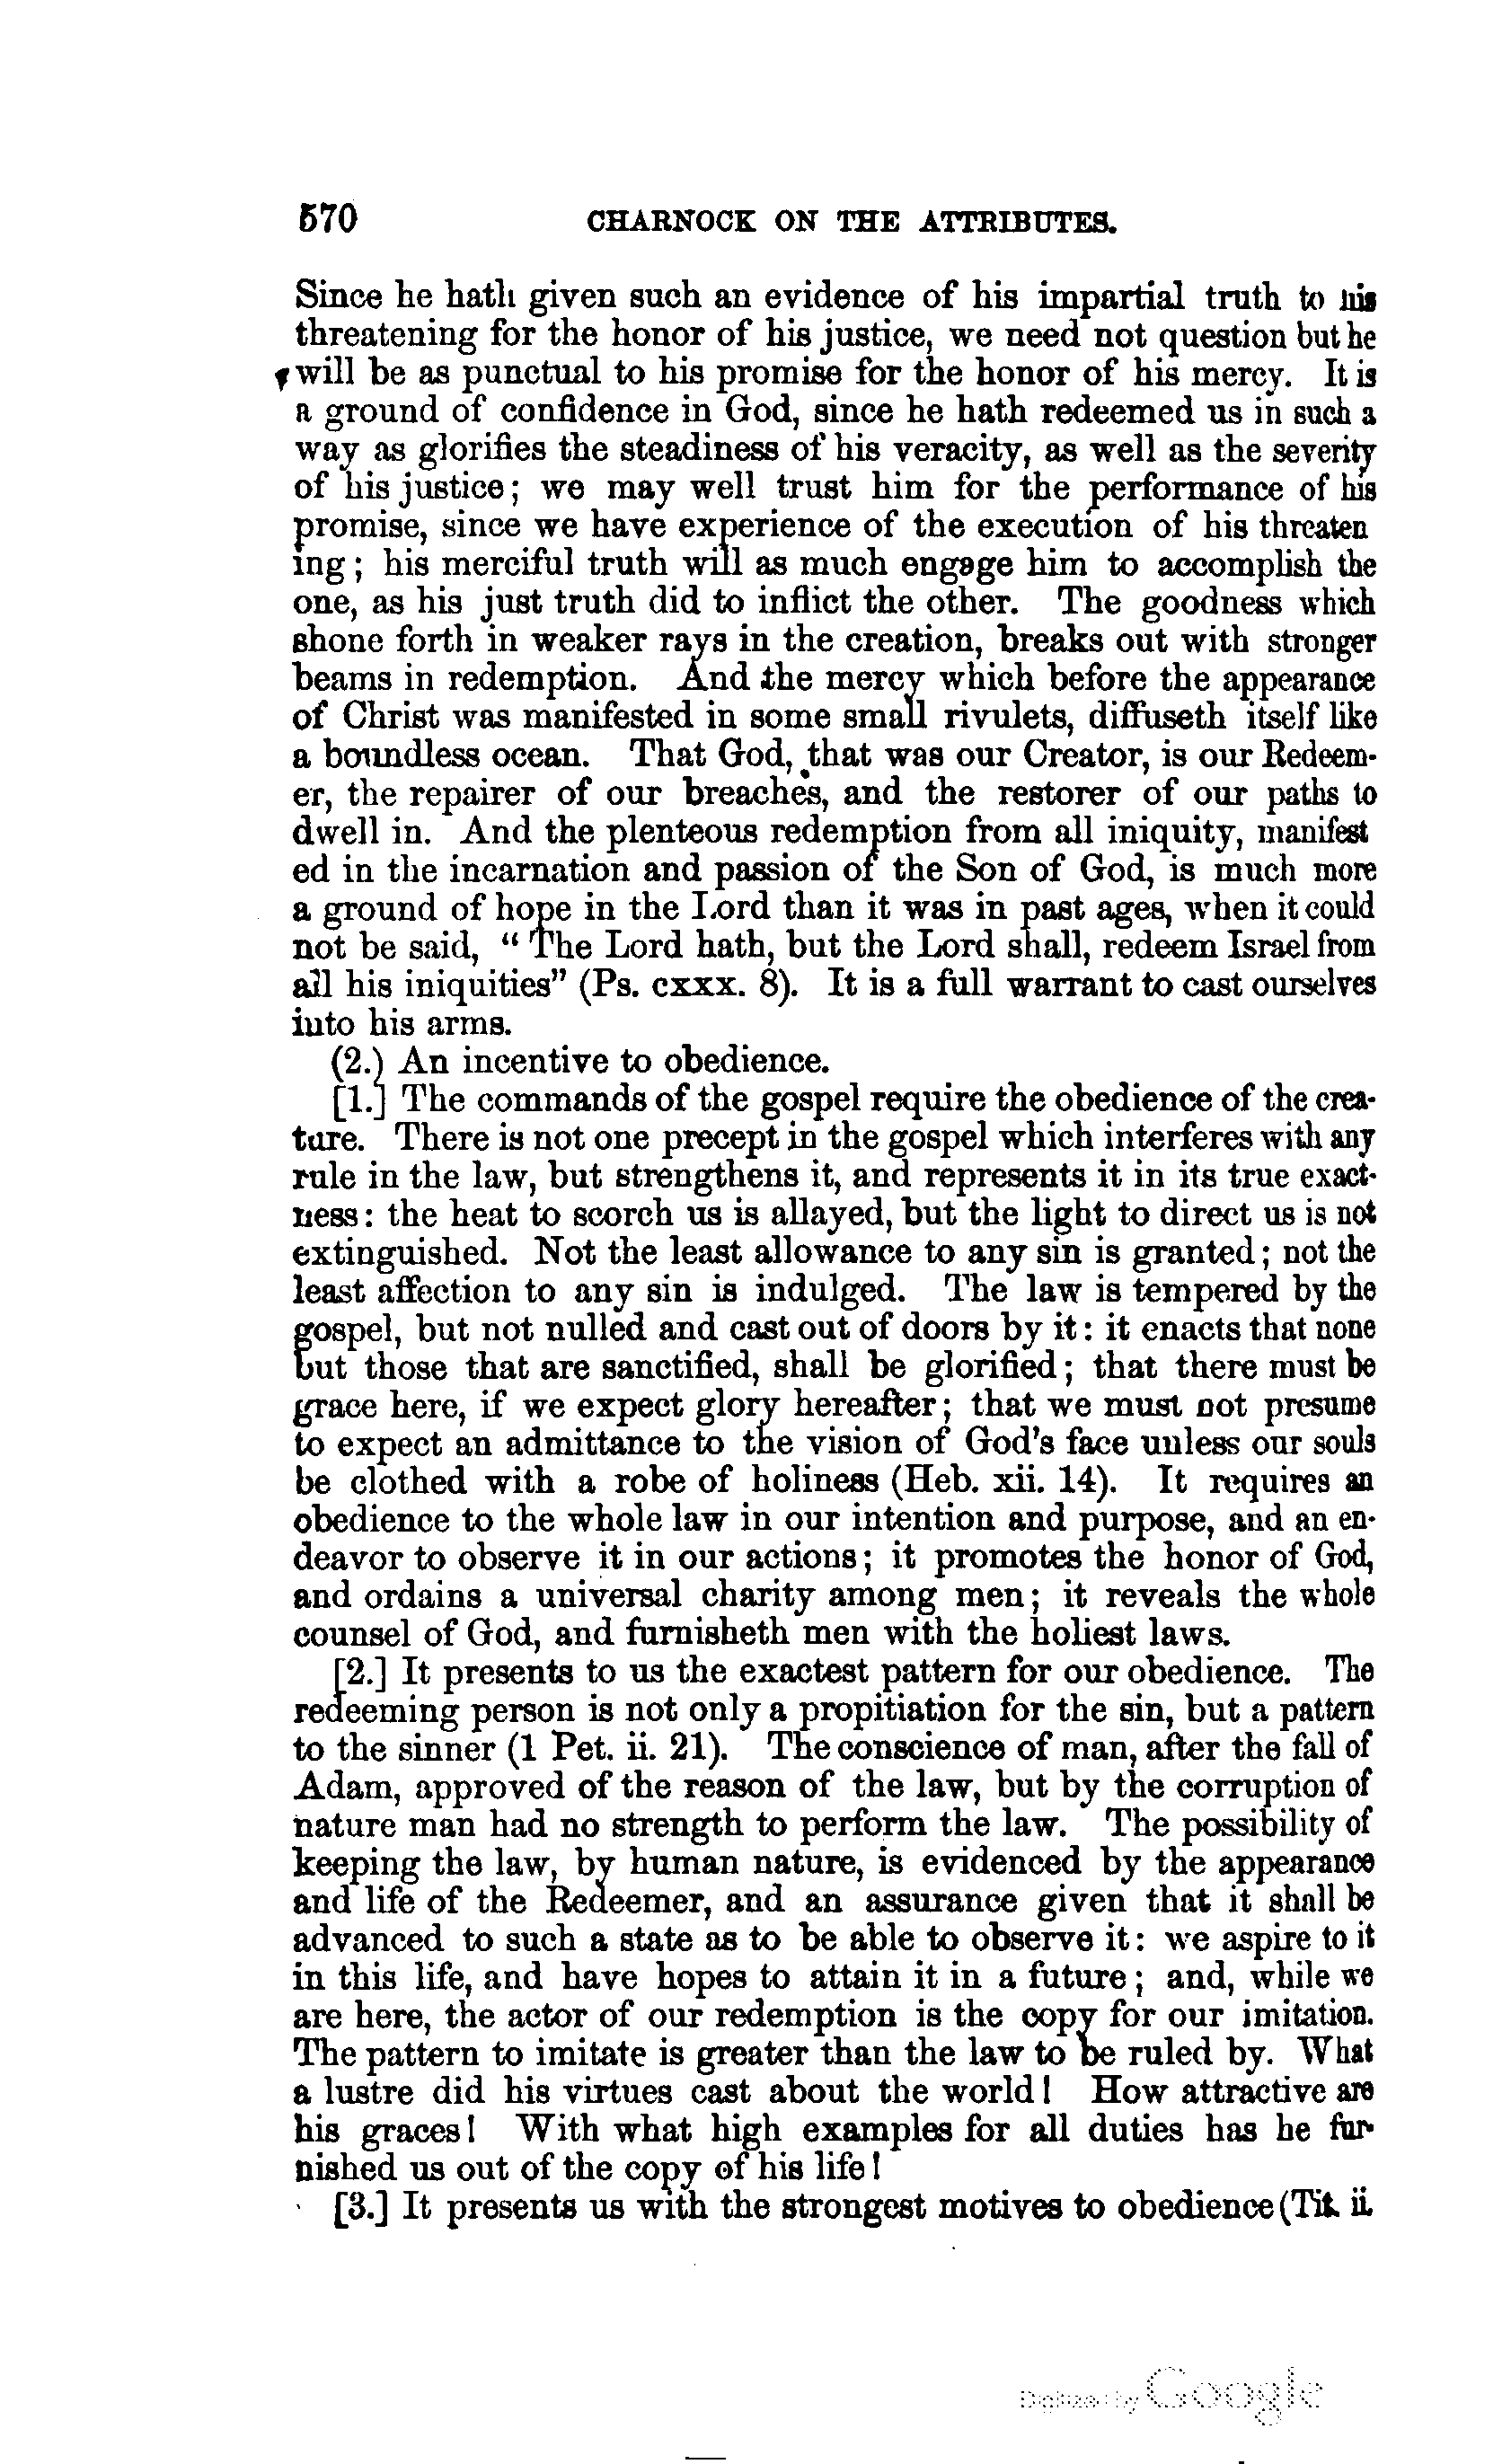 570 CHARNOCK ON THE ATTRIBUTES.
Since he hath given such an evidence of his impartial truth to his
threatening for the honor of his justice, we need not question but he
will be as punctual to his promise for the honor of his mercy. It is
a ground of confidence in God, since he hath redeemed us in such a
way as glorifies the steadiness of his veracity, as well as the severity
of his justice; we may well trust him for the performance of his
promise, since we have experience of the execution of his threaten
ing; his merciful truth will as much engage him to accomplish the
one, as his just truth did to inflict the other. The goodness which
shone forth in weaker rays in the creation, breaks out with stronger
beams in redemption. And the mercy which before the appearance
of Christ was manifested in some small rivulets, diffuseth itself like
a boundless ocean. That God, that was our Creator, is our Redeem-
er, the repairer of our breaches, and the restorer of our paths to
dwell in. And the plenteous redemption from all iniquity, manifest
ed in the incarnation and passion of the Son of God, is much more
a ground of hope in the Lord than it was in past ages, when it could
not be said, “The Lord hath, but the Lord shall, redeem Israel from
all his iniquities” (Ps. cxxx. 8). It is a full warrant to cast ourselves
into his arms.
(2.) An incentive to obedience.
[1.] The commands of the gospel require the obedience of the crea-
ture. There is not one precept in the gospel which interferes with any
rule in the law, but strengthens it, and represents it in its true exact-
ness: the heat to scorch us is allayed, but the light to direct us is not
extinguished. Not the least allowance to any sin is granted; not the
least affection to any sin is indulged. The law is tempered by the
gospel, but not nulled and cast out of doors by it: it enacts that none
but those that are sanctified, shall be glorified; that there must be
grace here, if we expect glory hereafter; that we must not presume
to expect an admittance to the vision of God's face unless our souls
be clothed with a robe of holiness (Heb. xii. 14). It requires an
obedience to the whole law in our intention and purpose, and an en-
deavor to observe it in our actions; it promotes the honor of God,
and ordains a universal charity among men; it reveals the whole
counsel of God, and furnisheth men with the holiest laws.
[2.] It presents to us the exactest pattern for our obedience. The
redeeming person is not only a propitiation for the sin, but a pattern
to the sinner (1 Pet. ii. 21). The conscience of man, after the fall of
Adam, approved of the reason of the law, but by the corruption of
nature man had no strength to perform the law. The possibility of
keeping the law, by human nature, is evidenced by the appearance
and life of the Redeemer, and an assurance given that it shall be
advanced to such a state as to be able to observe it: we aspire to it
in this life, and have hopes to attain it in a future; and, while we
are here, the actor of our redemption is the copy for our imitation.
The pattern to imitate is greater than the law to be ruled by. What
a lustre did his virtues cast about the world! How attractive are
his graces! With what high examples for all duties has he fur-
nished us out of the copy of his life!
[3.] It presents us with the strongest motives to obedience (Tit. ii.
Digitized by Google